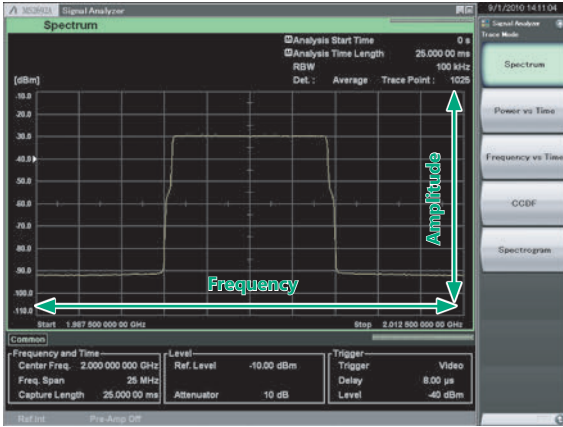 MS269xA Signal Analyzer
9/1/2010 14:11:04
Spectrum
Signal Analyzer
Trace Mode
Analysis Start Time 0 s
Analysis Time Length 25.000 00 ms
RBW 100 kHz
Det. : Average Trace Point : 1025
[dBm]
-10.0
-20.0
-30.0
-40.0
-50.0
-60.0
-70.0
-80.0
-90.0
-100.0
-110.0
Amplitude
Frequency
Start 1.987 500 000 00 GHz Stop 2.012 500 000 00 GHz
Spectrum
Power vs Time
Frequency vs Time
CCDF
Spectrogram
Common
Frequency and Time
Center Freq. 2.000 000 000 GHz
Freq. Span 25 MHz
Capture Length 25.000 00 ms
Level
Ref. Level -10.00 dBm
Attenuator 10 dB
Trigger
Trigger Video
Delay 8.00 µs
Level -40 dBm
Ref.Int Pre-Amp Off